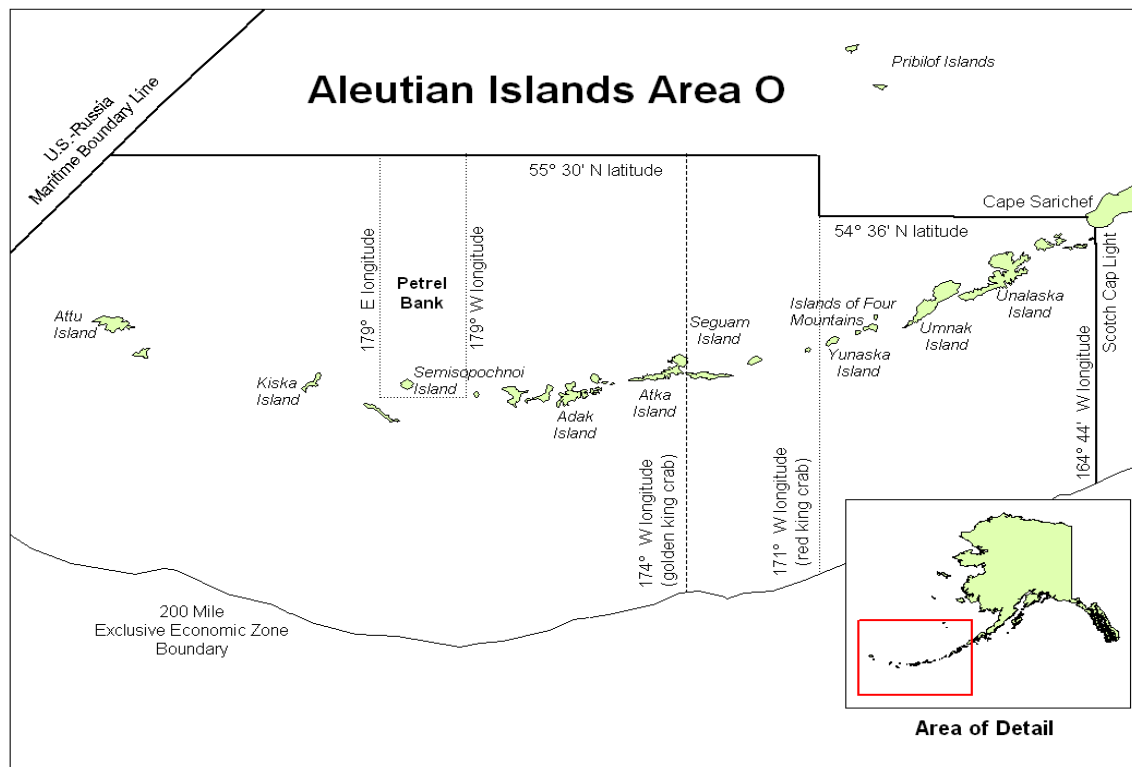 U.S.-Russia
Maritime Boundary Line
Aleutian Islands Area O
Pribilof Islands
55° 30' N latitude
Cape Sarichef
54° 36' N latitude
Scotch Cap Light
164° 44' W longitude
179° E longitude
Petrel
Bank
179° W longitude
Attu
Island
Kiska
Island
Semisopochnoi
Island
Adak
Island
Atka
Island
Seguam
Island
Islands of Four
Mountains
Yunaska
Island
Umnak
Island
Unalaska
Island
174° W longitude
(golden king crab)
171° W longitude
(red king crab)
200 Mile
Exclusive Economic Zone
Boundary
Area of Detail